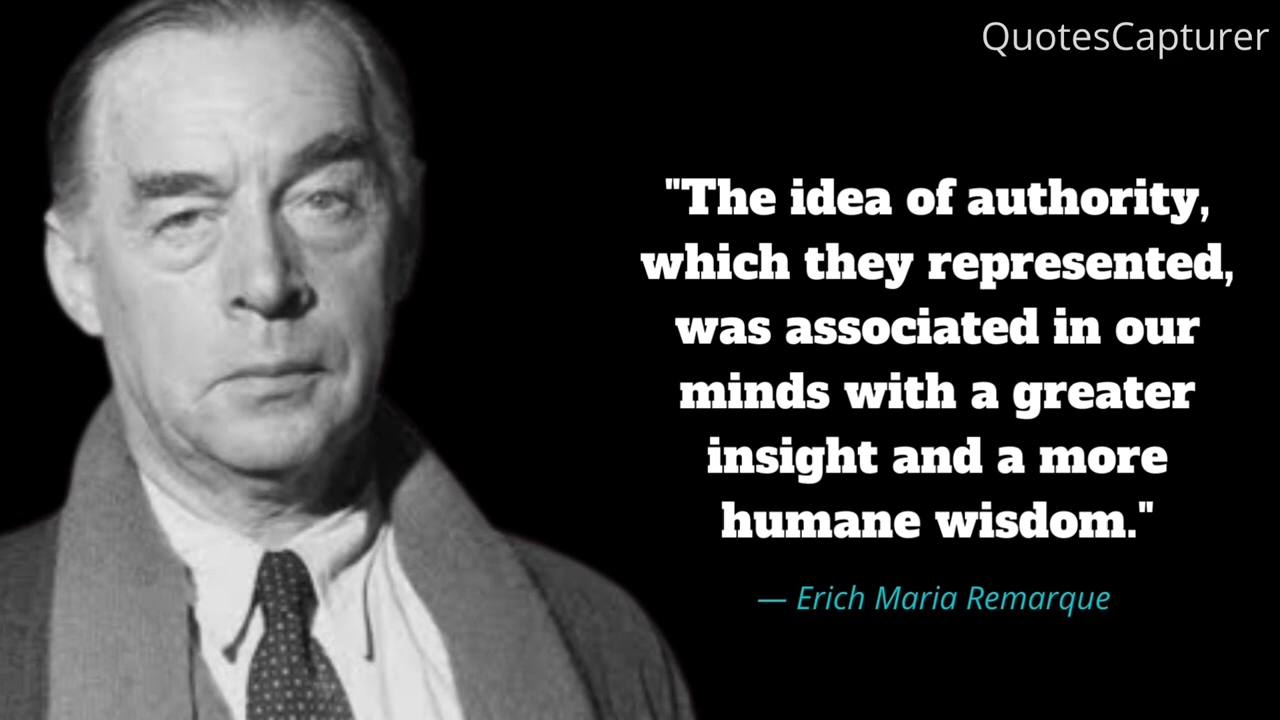 QuotesCapturer
"The idea of authority,
which they represented,
was associated in our
minds with a greater
insight and a more
humane wisdom."
— Erich Maria Remarque